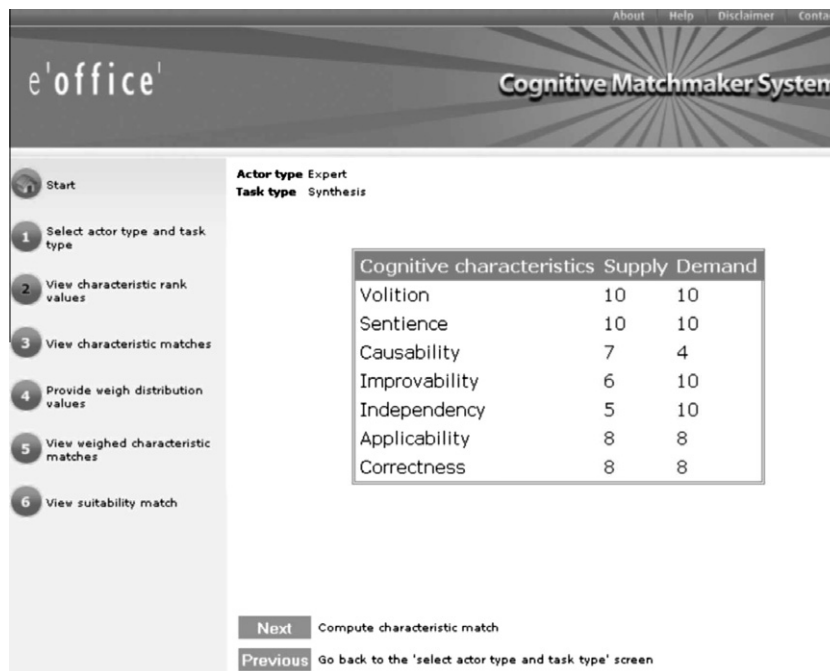 About Help Disclaimer
e'office'
Cognitive Matchmaker System
Start
1 Select actor type and task
type
2 View characteristic rank
values
3 View characteristic matches
4 Provide weigh distribution
values
5 View weighed characteristic
matches
6 View suitability match
Actor type Expert
Task type Synthesis
Cognitive characteristics Supply Demand
Volition 10 10
Sentience 10 10
Causability 7 4
Improvability 6 10
Independency 5 10
Applicability 8 8
Correctness 8 8
Next Compute characteristic match
Previous Go back to the 'select actor type and task type' screen